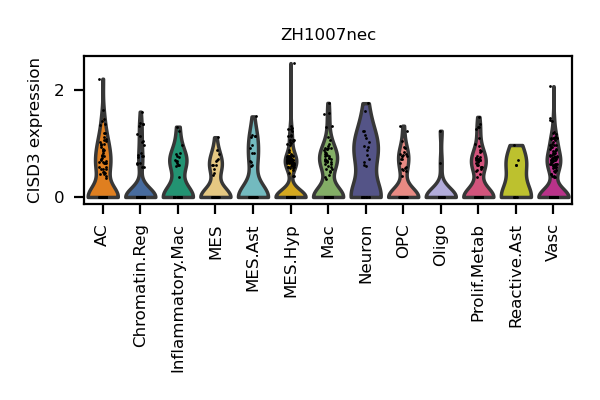 ZH1007nec
CISD3 expression
2
0
AC
Chromatin.Reg
Inflammatory.Mac
MES
MES.Ast
MES.Hyp
Mac
Neuron
OPC
Oligo
Prolif.Metab
Reactive.Ast
Vasc